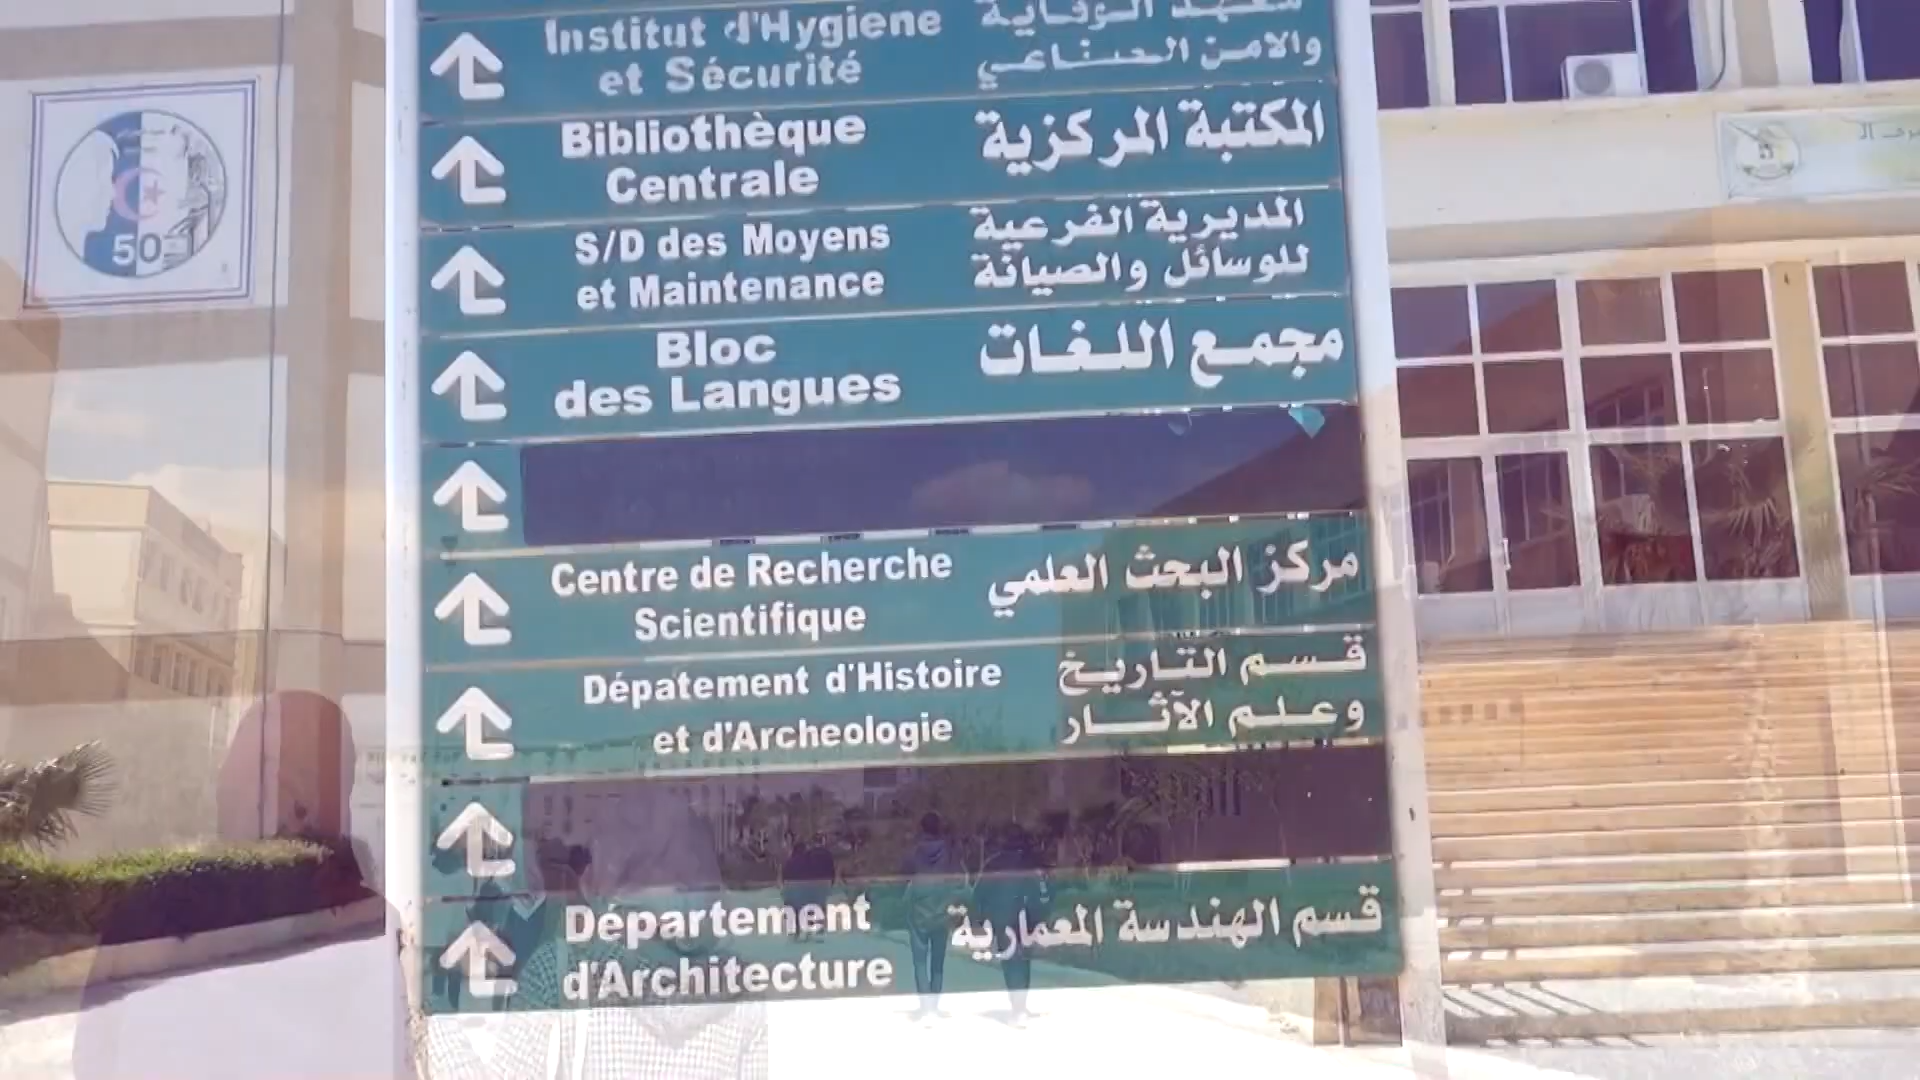 Institut d'Hygiene
et Sécurité
معهد الوقاية
والامن الصناعي
Bibliothèque
Centrale
المكتبة المركزية
S/D des Moyens
et Maintenance
المديرية الفرعية
للوسائل والصيانة
Bloc
des Langues
مجمع اللغات
Centre de Recherche
Scientifique
مركز البحث العلمي
Dépatement d'Histoire
et d'Archeologie
قسم التاريخ
وعلم الآثار
Département
d'Architecture
قسم الهندسة المعمارية
50